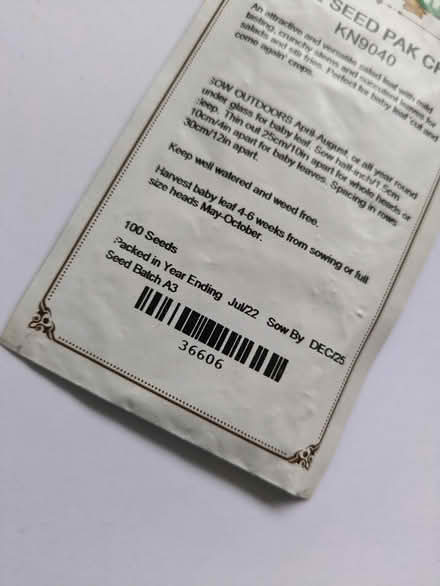 SEED PAK CH
KN9040
An attractive and versatile salad leaf with mild
tasting, crunchy stems and succulent leaves for
salads and stir fries. Perfect for baby leaf 'cut and
come again' crops.
SOW OUTDOORS April-August, or all year round
under glass for baby leaf. Sow half-inch/1.5cm
deep. Thin out 25cm/10in apart for whole heads or
10cm/4in apart for baby leaves. Spacing in rows
30cm/12in apart.
Keep well watered and weed free.
Harvest baby leaf 4-6 weeks from sowing or full
size heads May-October.
100 Seeds
Packed in Year Ending Jul/22 Sow By DEC/25
Seed Batch A3
36606